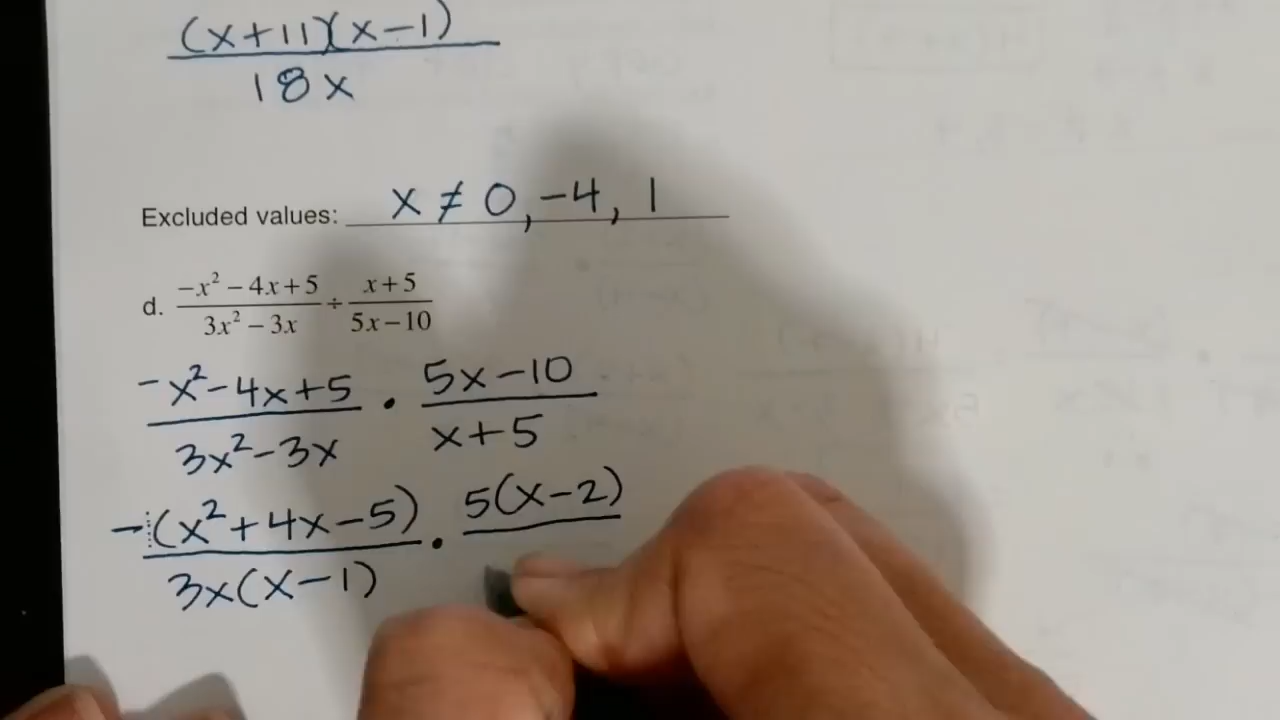 (x+11)(x-1)
18x
Excluded values: x ≠ 0, -4, 1
d. (-x² - 4x + 5)/(3x² - 3x) ÷ (x + 5)/(5x - 10)
(-x² - 4x + 5)/(3x² - 3x) · (5x - 10)/(x + 5)
-(x² + 4x - 5)/3x(x - 1) · 5(x - 2)